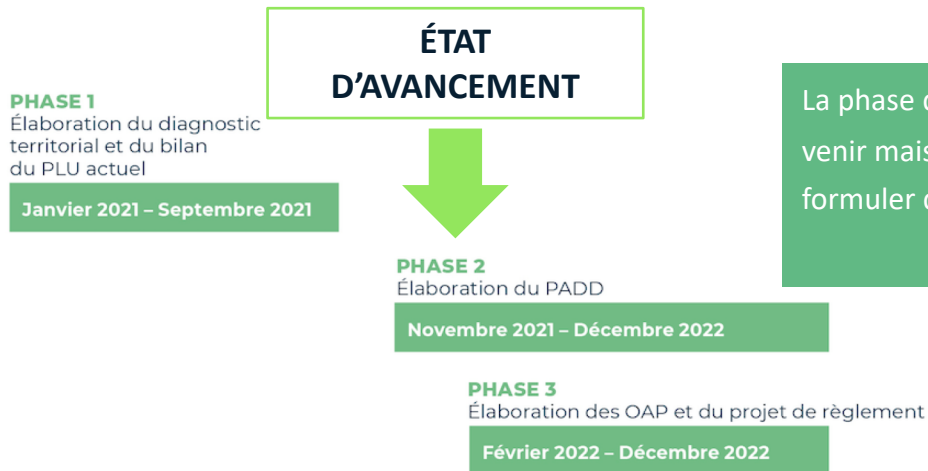 ÉTAT
D’AVANCEMENT
PHASE 1
Élaboration du diagnostic
territorial et du bilan
du PLU actuel
Janvier 2021 – Septembre 2021
La phase
venir mais
formuler
PHASE 2
Élaboration du PADD
Novembre 2021 – Décembre 2022
PHASE 3
Élaboration des OAP et du projet de règlement
Février 2022 – Décembre 2022